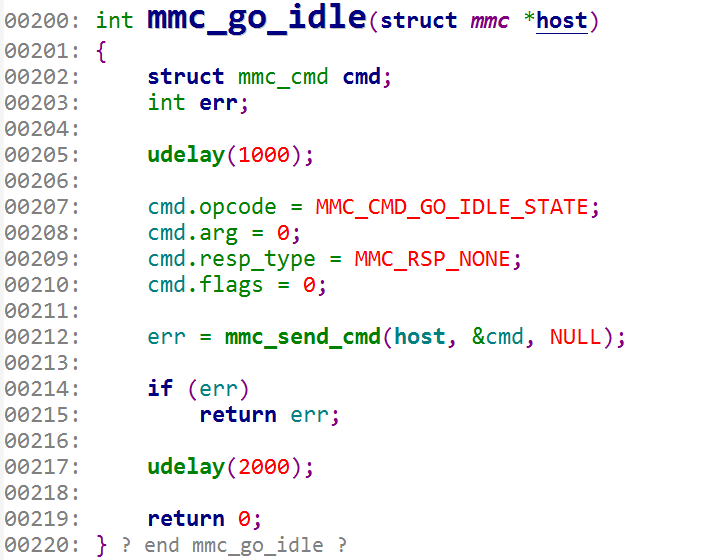 00200: int mmc_go_idle(struct mmc *host)
00201: {
00202:     struct mmc_cmd cmd;
00203:     int err;
00204:
00205:     udelay(1000);
00206:
00207:     cmd.opcode = MMC_CMD_GO_IDLE_STATE;
00208:     cmd.arg = 0;
00209:     cmd.resp_type = MMC_RSP_NONE;
00210:     cmd.flags = 0;
00211:
00212:     err = mmc_send_cmd(host, &cmd, NULL);
00213:
00214:     if (err)
00215:         return err;
00216:
00217:     udelay(2000);
00218:
00219:     return 0;
00220: } ? end mmc_go_idle ?